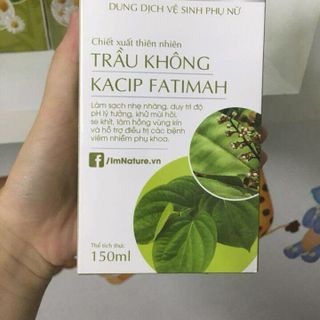 DUNG DỊCH VỆ SINH PHỤ NỮ
Chiết xuất thiên nhiên
TRẦU KHÔNG
KACIP FATIMAH
Làm sạch nhẹ nhàng, duy trì độ
pH lý tưởng, khử mùi hôi,
se khít, làm hồng vùng kín
và hỗ trợ điều trị các bệnh
viêm nhiễm phụ khoa.
f /ImNature.vn
Thể tích thực
150ml